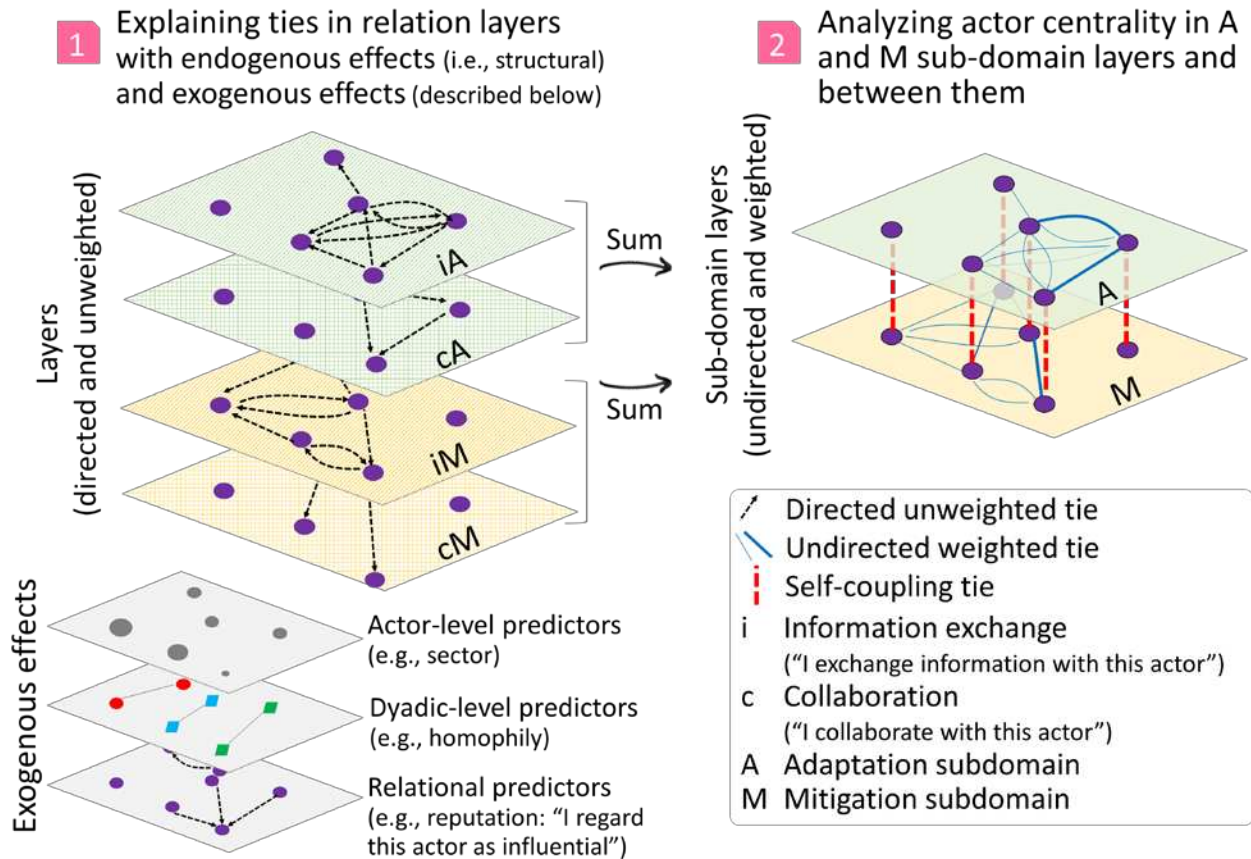 1
Explaining ties in relation layers
with endogenous effects (i.e., structural)
and exogenous effects (described below)
2
Analyzing actor centrality in A
and M sub-domain layers and
between them
Layers
(directed and unweighted)
iA
cA
iM
cM
Sum
Sum
Sub-domain layers
(undirected and weighted)
A
M
Exogenous effects
Actor-level predictors
(e.g., sector)
Dyadic-level predictors
(e.g., homophily)
Relational predictors
(e.g., reputation: “I regard
this actor as influential”)
Directed unweighted tie
Undirected weighted tie
Self-coupling tie
i Information exchange
(“I exchange information with this actor”)
c Collaboration
(“I collaborate with this actor”)
A Adaptation subdomain
M Mitigation subdomain